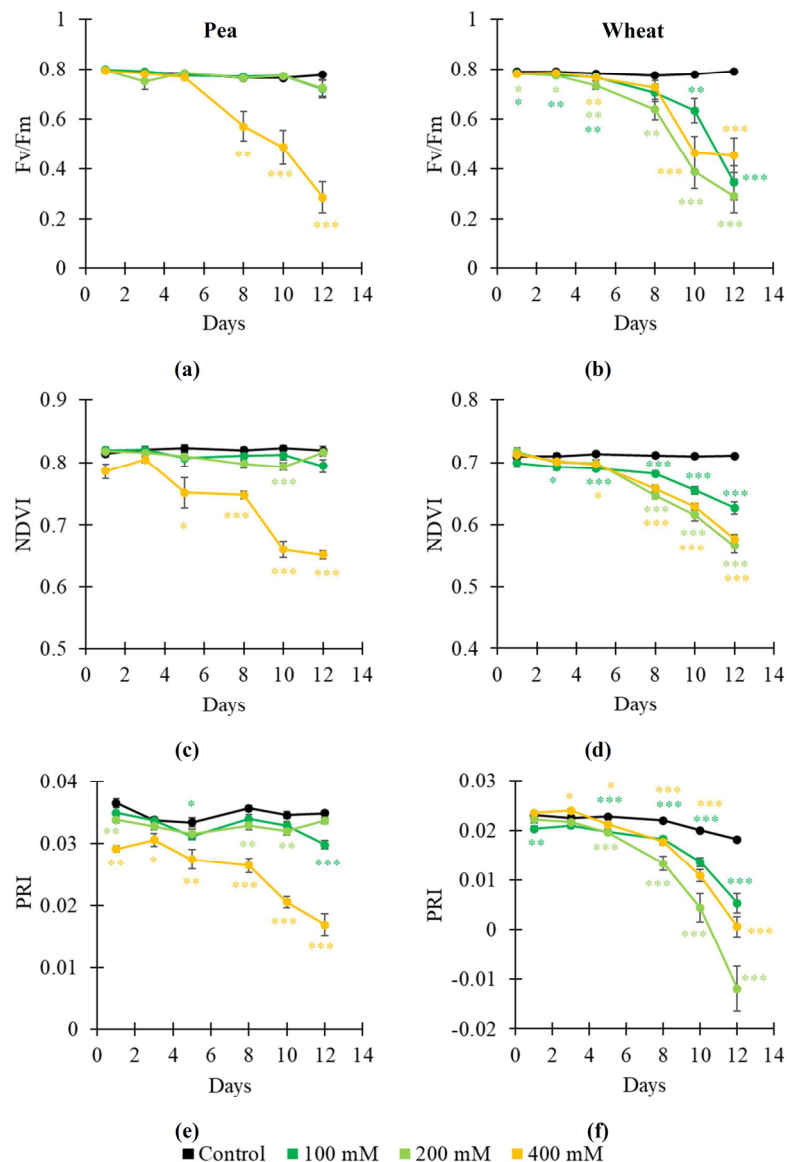 Pea
Wheat
1
0.8
0.6
0.4
0.2
0
Fv/Fm
**
***
***
0 2 4 6 8 10 12 14
Days
(a)
1
0.8
0.6
0.4
0.2
0
Fv/Fm
* * ** **
* ** ** ** ***
** ** *** ***
*** ***
0 2 4 6 8 10 12 14
Days
(b)
0.9
0.8
0.7
0.6
0.5
NDVI
***
* ***
*** ***
0 2 4 6 8 10 12 14
Days
(c)
0.8
0.7
0.6
0.5
0.4
NDVI
* *** *** *** ***
* *** ***
*** *** ***
***
0 2 4 6 8 10 12 14
Days
(d)
0.04
0.03
0.02
0.01
0
PRI
*
** ** **
** * ** *** ***
*** ***
0 2 4 6 8 10 12 14
Days
(e)
0.03
0.02
0.01
0
-0.01
-0.02
PRI
* * *** ***
*** *** ***
** *** *** ***
*** ***
***
0 2 4 6 8 10 12 14
Days
(f)
Control 100 mM 200 mM 400 mM